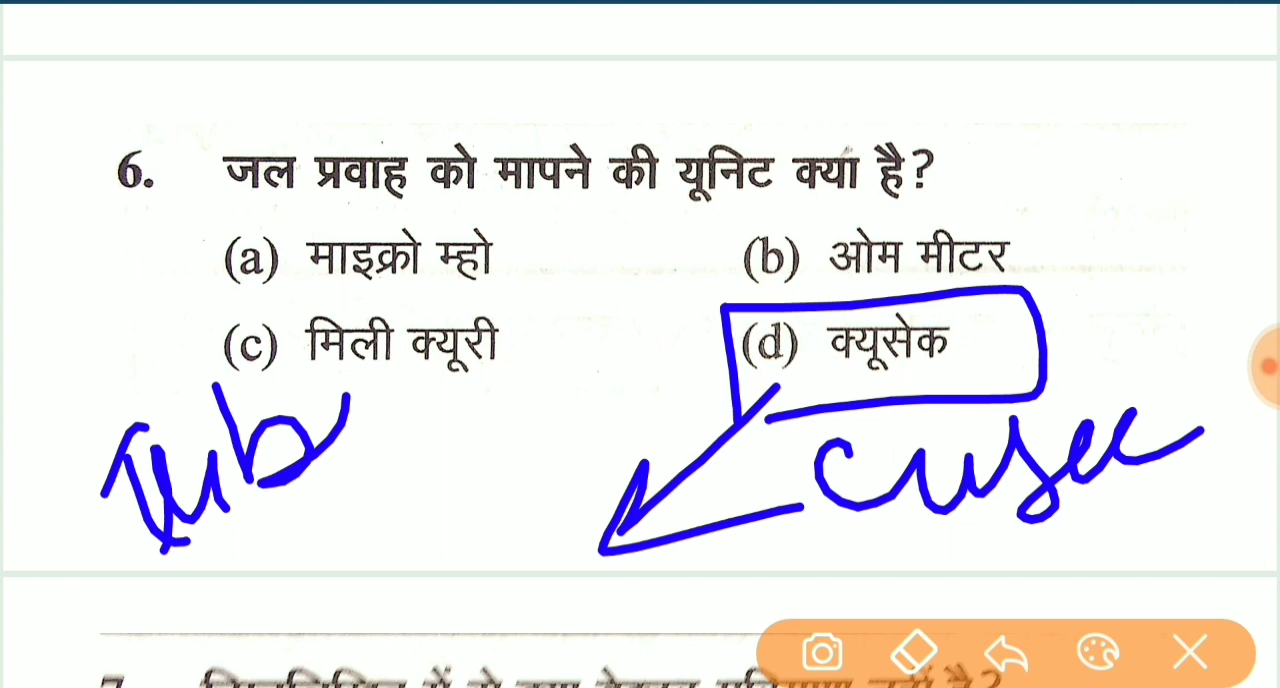 6. जल प्रवाह को मापने की यूनिट क्या है?
(a) माइक्रो म्हो (b) ओम मीटर
(c) मिली क्यूरी (d) क्यूसेक
cusec